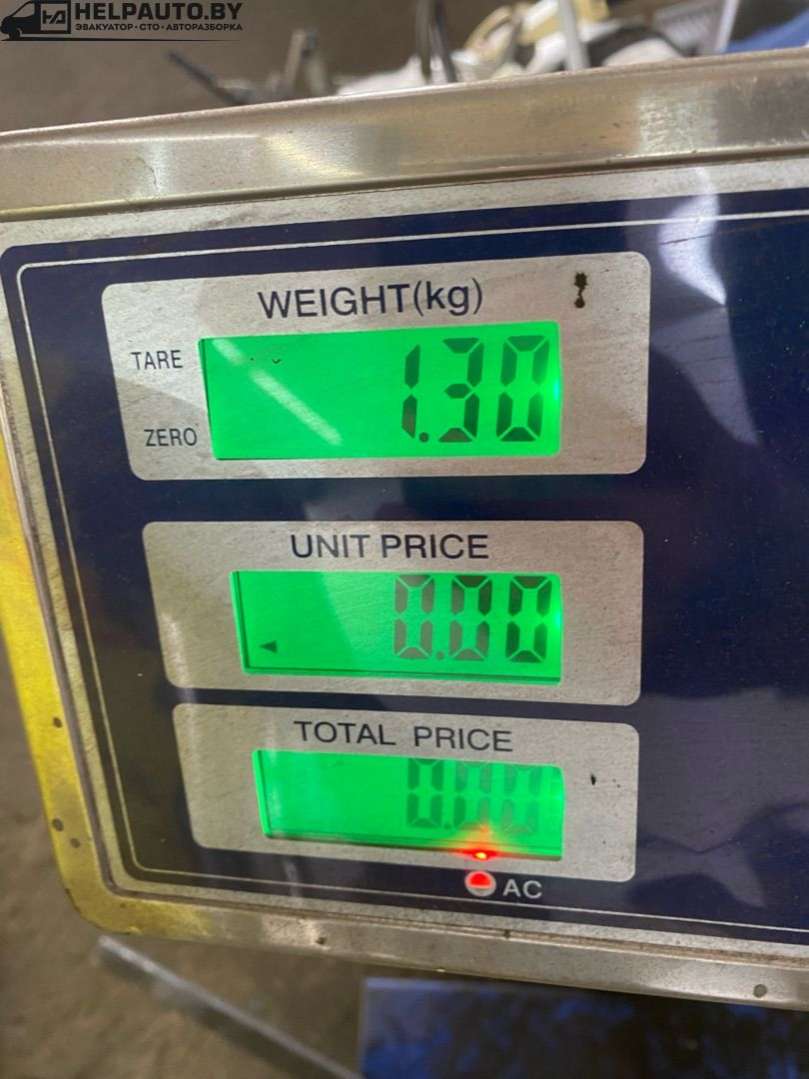 HELPAUTO.BY
ЭВАКУАТОР • СТО • АВТОРАЗБОРКА
WEIGHT(kg)
TARE
1.30
ZERO
UNIT PRICE
0.00
TOTAL PRICE
0.00
AC